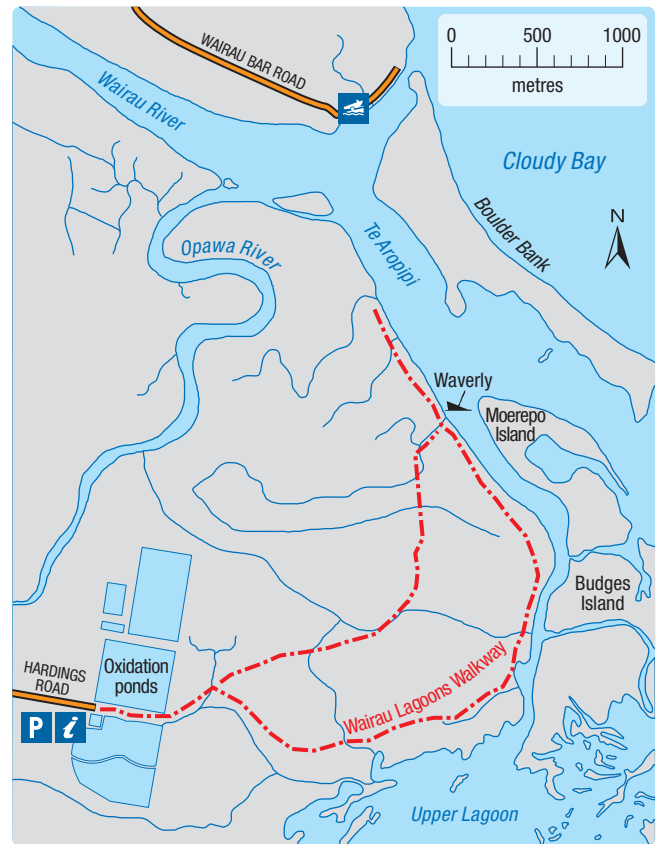 WAIRAU BAR ROAD
0 500 1000
metres
Wairau River
Cloudy Bay
Boulder Bank
N
Te Aropipi
Opawa River
Waverly
Moerepo
Island
Budges
Island
HARDINGS
ROAD
Oxidation
ponds
Wairau Lagoons Walkway
P i
Upper Lagoon